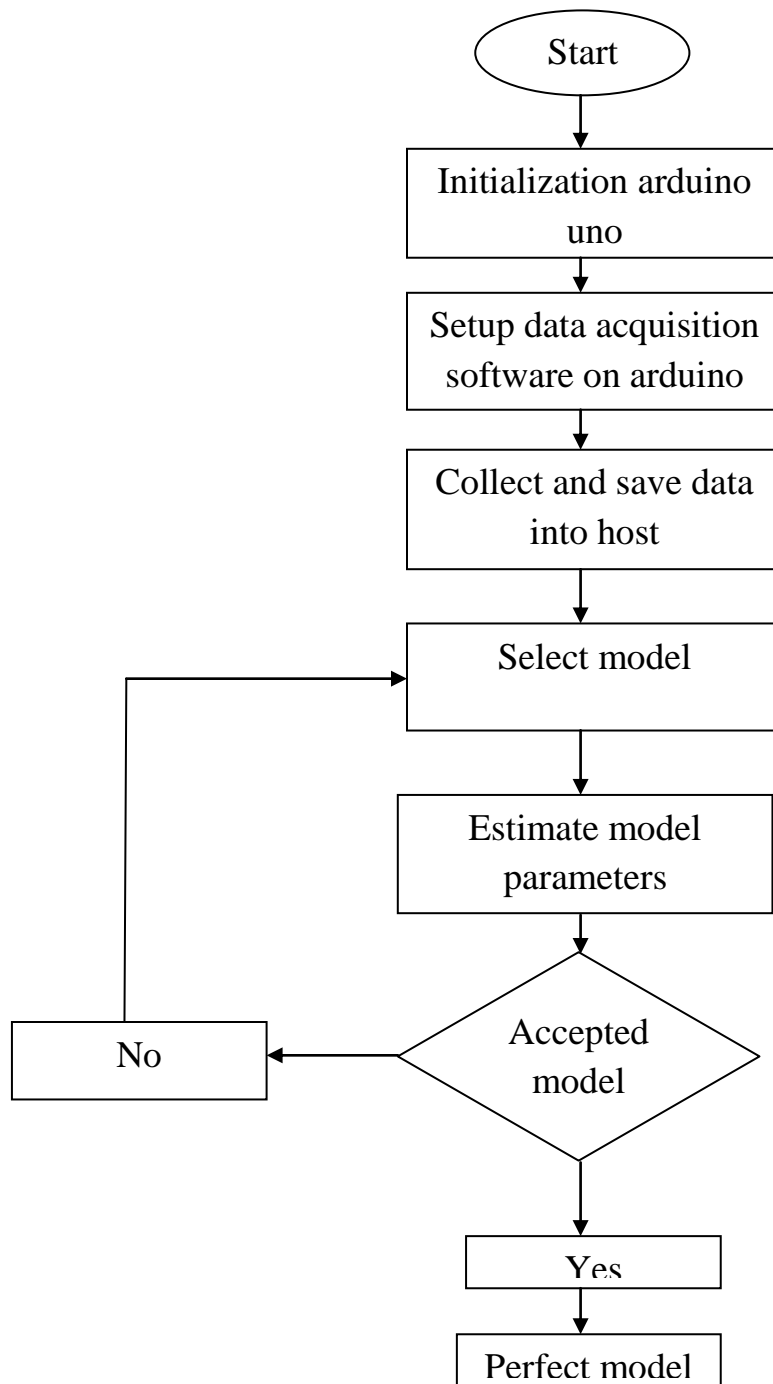 Start
Initialization arduino
uno
Setup data acquisition
software on arduino
Collect and save data
into host
Select model
Estimate model
parameters
Accepted
model
No
Yes
Perfect model